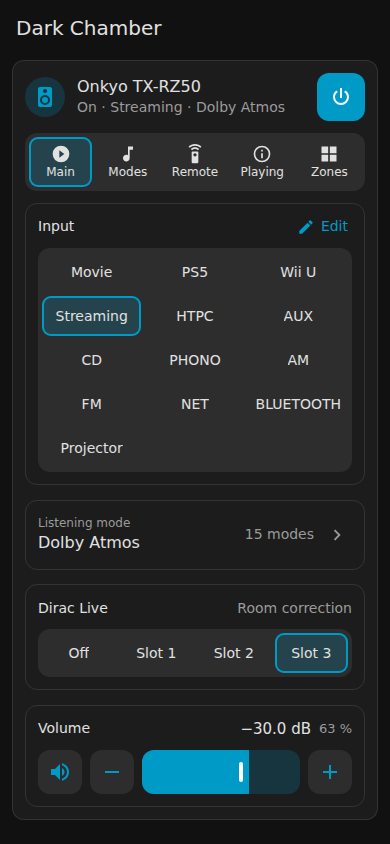 Dark Chamber
Onkyo TX-RZ50
On · Streaming · Dolby Atmos
Main Modes Remote Playing Zones
Input Edit
Movie PS5 Wii U
Streaming HTPC AUX
CD PHONO AM
FM NET BLUETOOTH
Projector
Listening mode
Dolby Atmos 15 modes
Dirac Live Room correction
Off Slot 1 Slot 2 Slot 3
Volume −30.0 dB 63 %